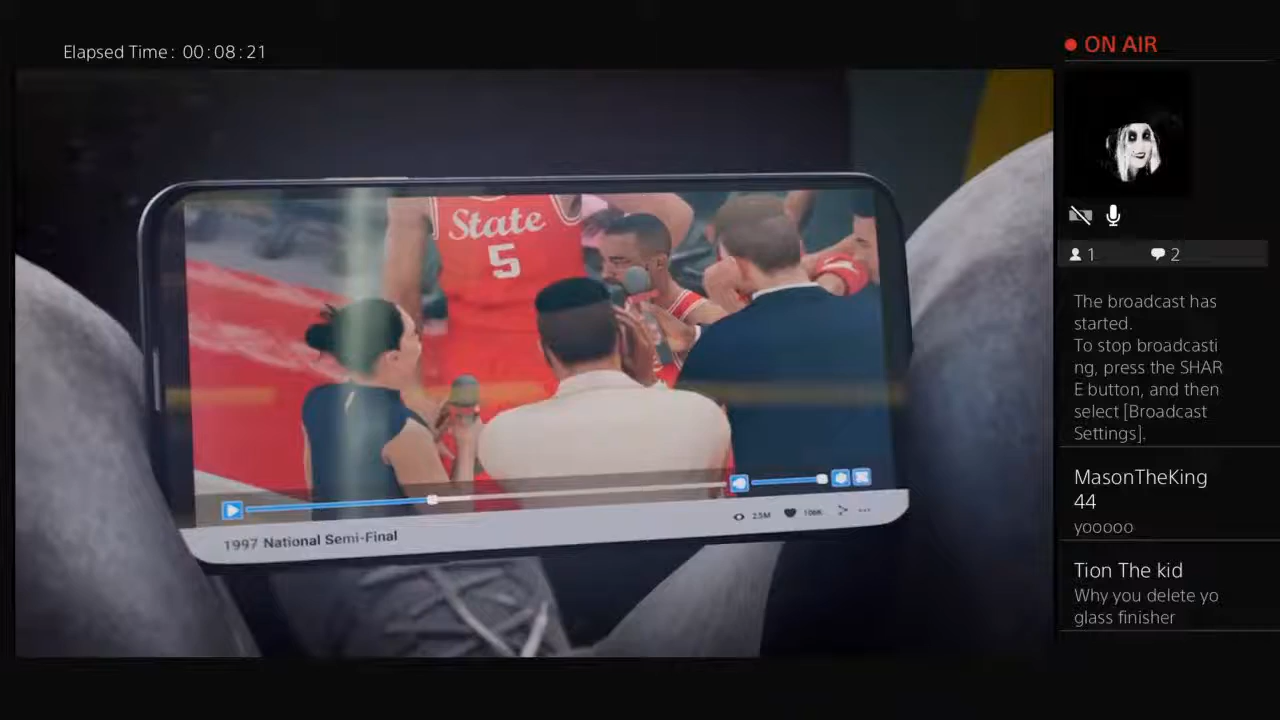 Elapsed Time: 00:08:21
ON AIR
1
2
The broadcast has
started.
To stop broadcasti
ng, press the SHAR
E button, and then
select [Broadcast
Settings].
MasonTheKing
44
yooooo
Tion The kid
Why you delete yo
glass finisher
State
5
1997 National Semi-Final
2.5M
106K